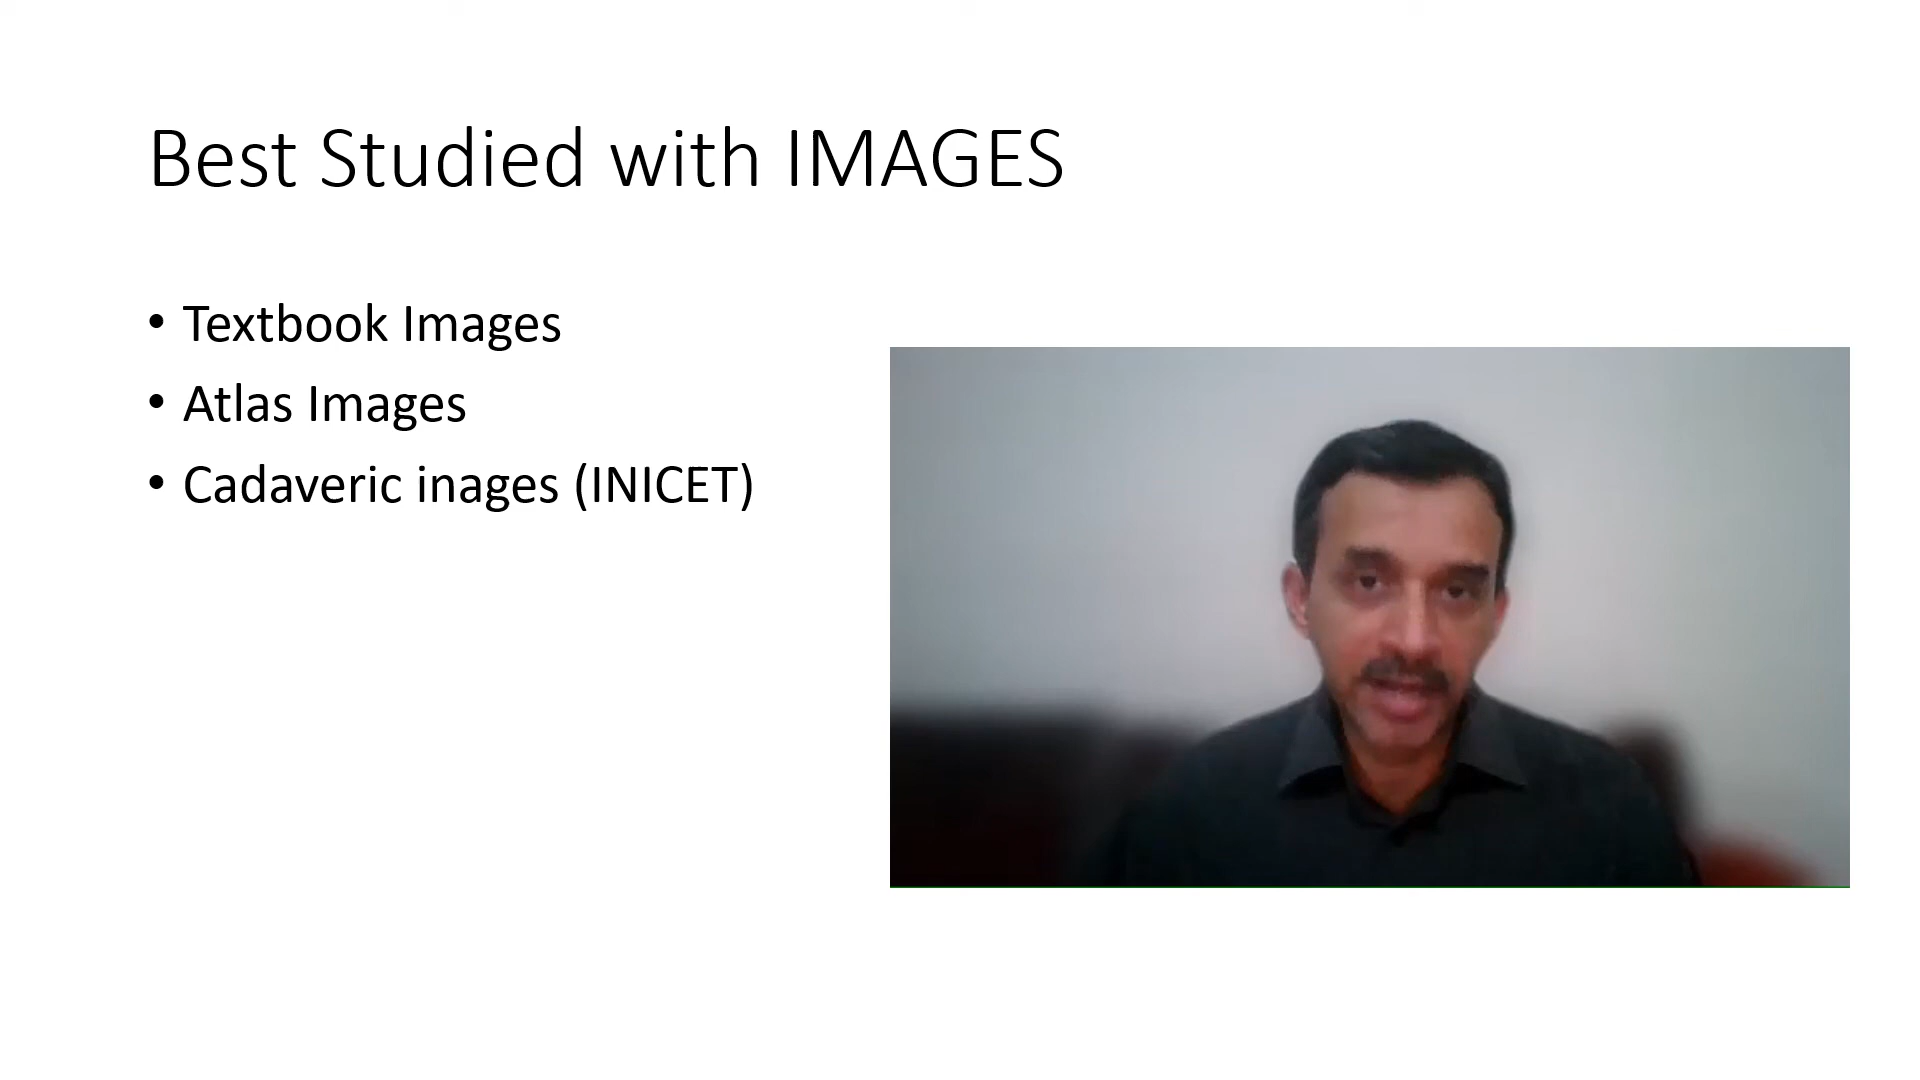 Best Studied with IMAGES
• Textbook Images
• Atlas Images
• Cadaveric inages (INICET)